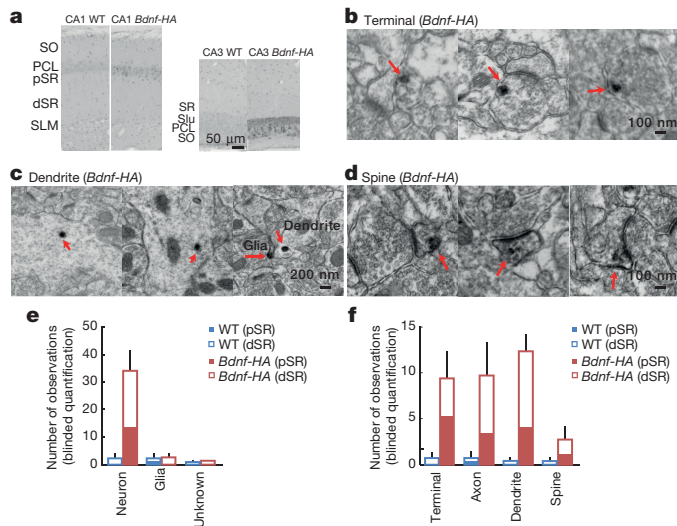 a
CA1 WT CA1 Bdnf-HA
SO
PCL
pSR
dSR
SLM
CA3 WT CA3 Bdnf-HA
SR
Slu
PCL
SO
50 μm
b Terminal (Bdnf-HA)
100 nm
c Dendrite (Bdnf-HA)
Dendrite
Glia
200 nm
d Spine (Bdnf-HA)
100 nm
e
Number of observations
(blinded quantification)
50
40
30
20
10
0
WT (pSR)
WT (dSR)
Bdnf-HA (pSR)
Bdnf-HA (dSR)
Neuron
Glia
Unknown
f
Number of observations
(blinded quantification)
15
10
5
0
WT (pSR)
WT (dSR)
Bdnf-HA (pSR)
Bdnf-HA (dSR)
Terminal
Axon
Dendrite
Spine